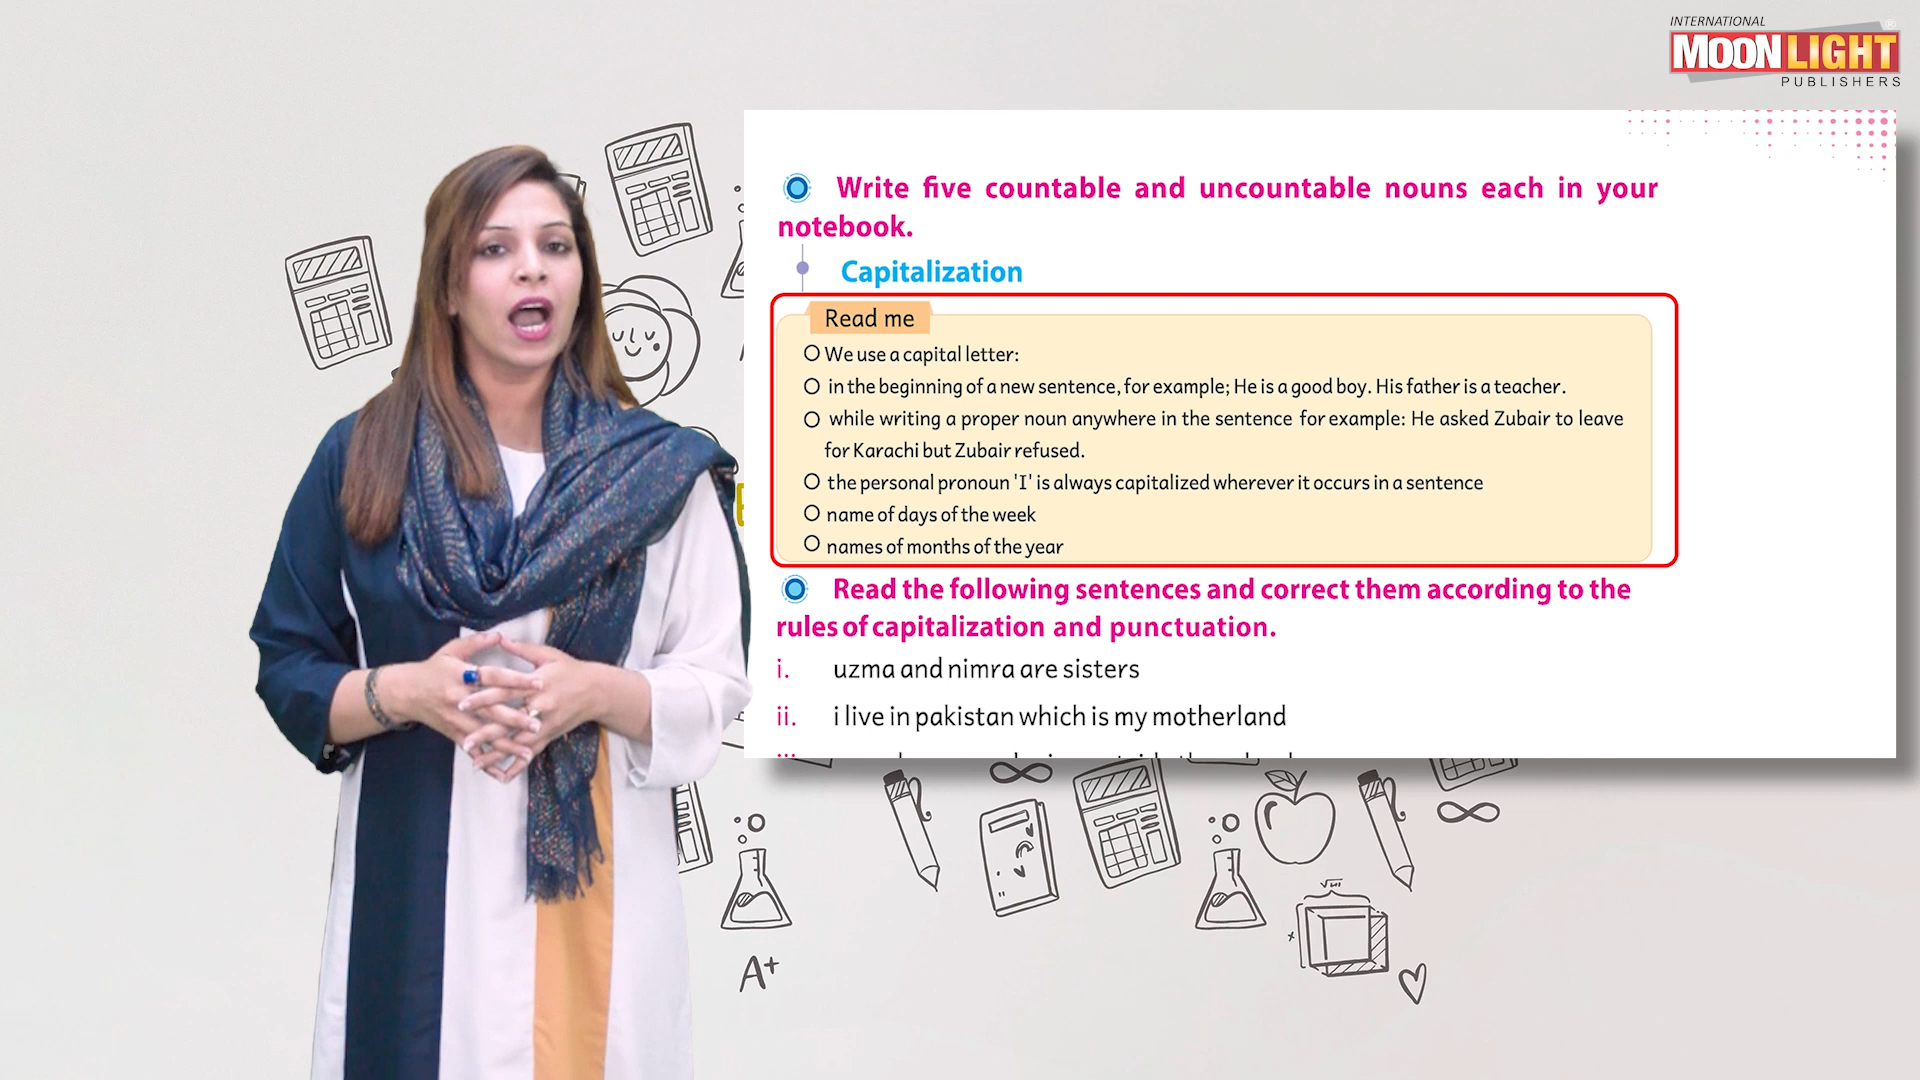 INTERNATIONAL
MOONLIGHT
PUBLISHERS
Write five countable and uncountable nouns each in your
notebook.
Capitalization
Read me
We use a capital letter:
in the beginning of a new sentence, for example; He is a good boy. His father is a teacher.
while writing a proper noun anywhere in the sentence for example: He asked Zubair to leave
for Karachi but Zubair refused.
the personal pronoun 'I' is always capitalized wherever it occurs in a sentence
name of days of the week
names of months of the year
Read the following sentences and correct them according to the
rules of capitalization and punctuation.
i. uzma and nimra are sisters
ii. i live in pakistan which is my motherland
A+